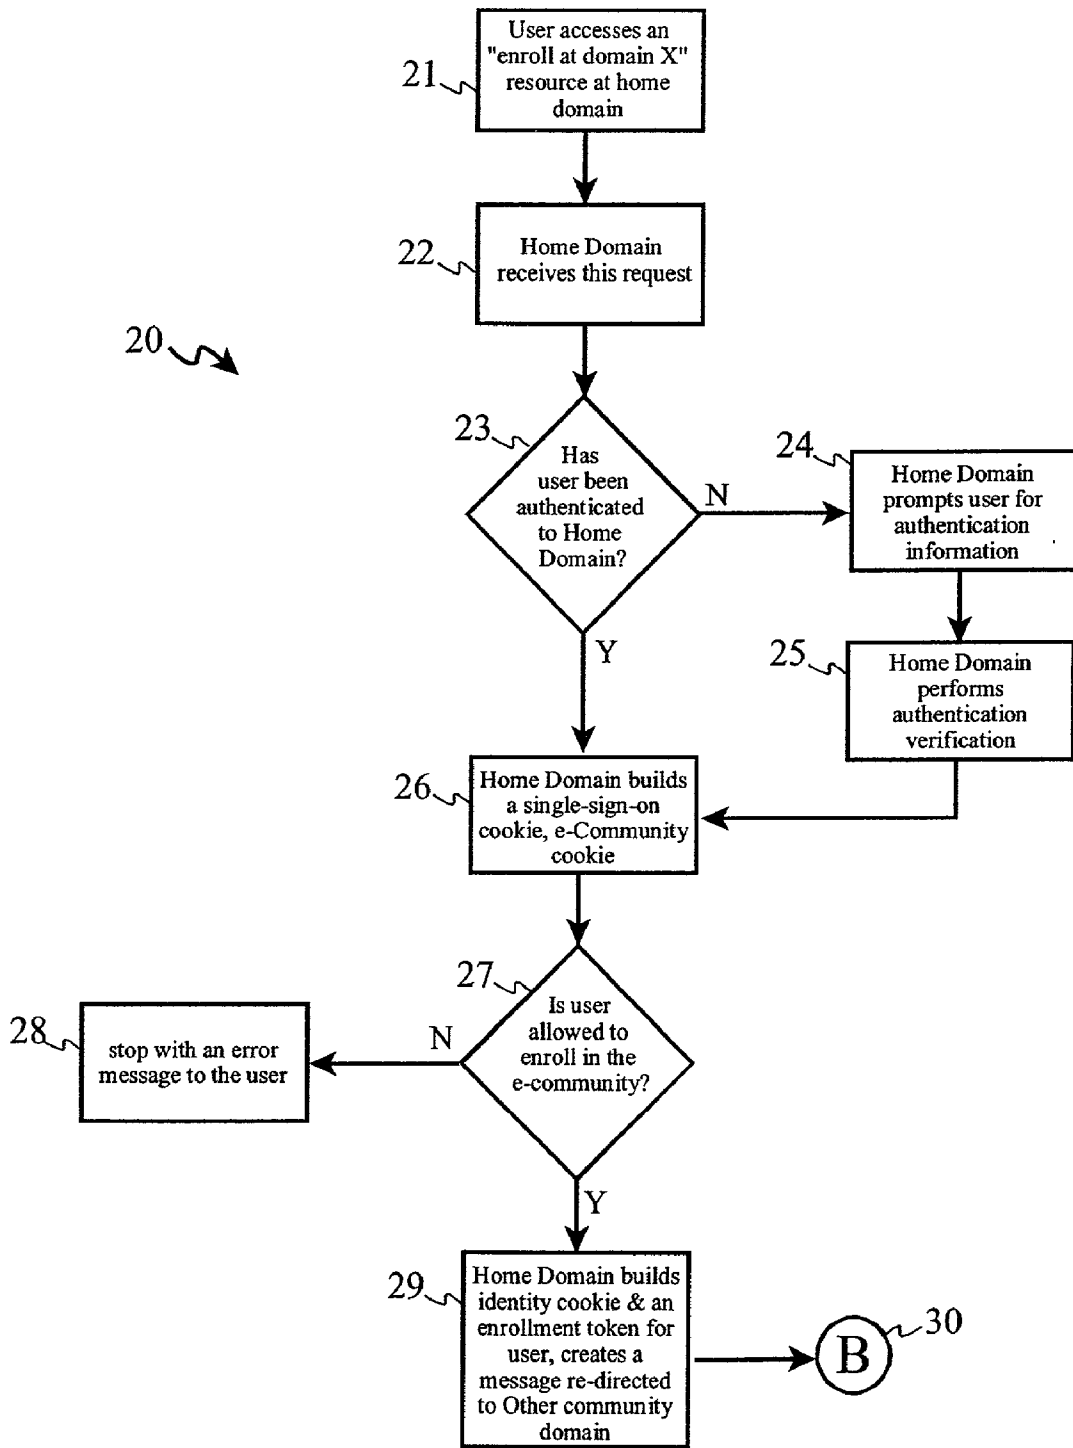 User accesses an
"enroll at domain X"
resource at home
domain
21
Home Domain
receives this request
22
20
23
Has
user been
authenticated
to Home
Domain?
N
Y
24
Home Domain
prompts user for
authentication
information
25
Home Domain
performs
authentication
verification
26
Home Domain builds
a single-sign-on
cookie, e-Community
cookie
27
Is user
allowed to
enroll in the
e-community?
N
Y
28
stop with an error
message to the user
29
Home Domain builds
identity cookie & an
enrollment token for
user, creates a
message re-directed
to Other community
domain
B
30